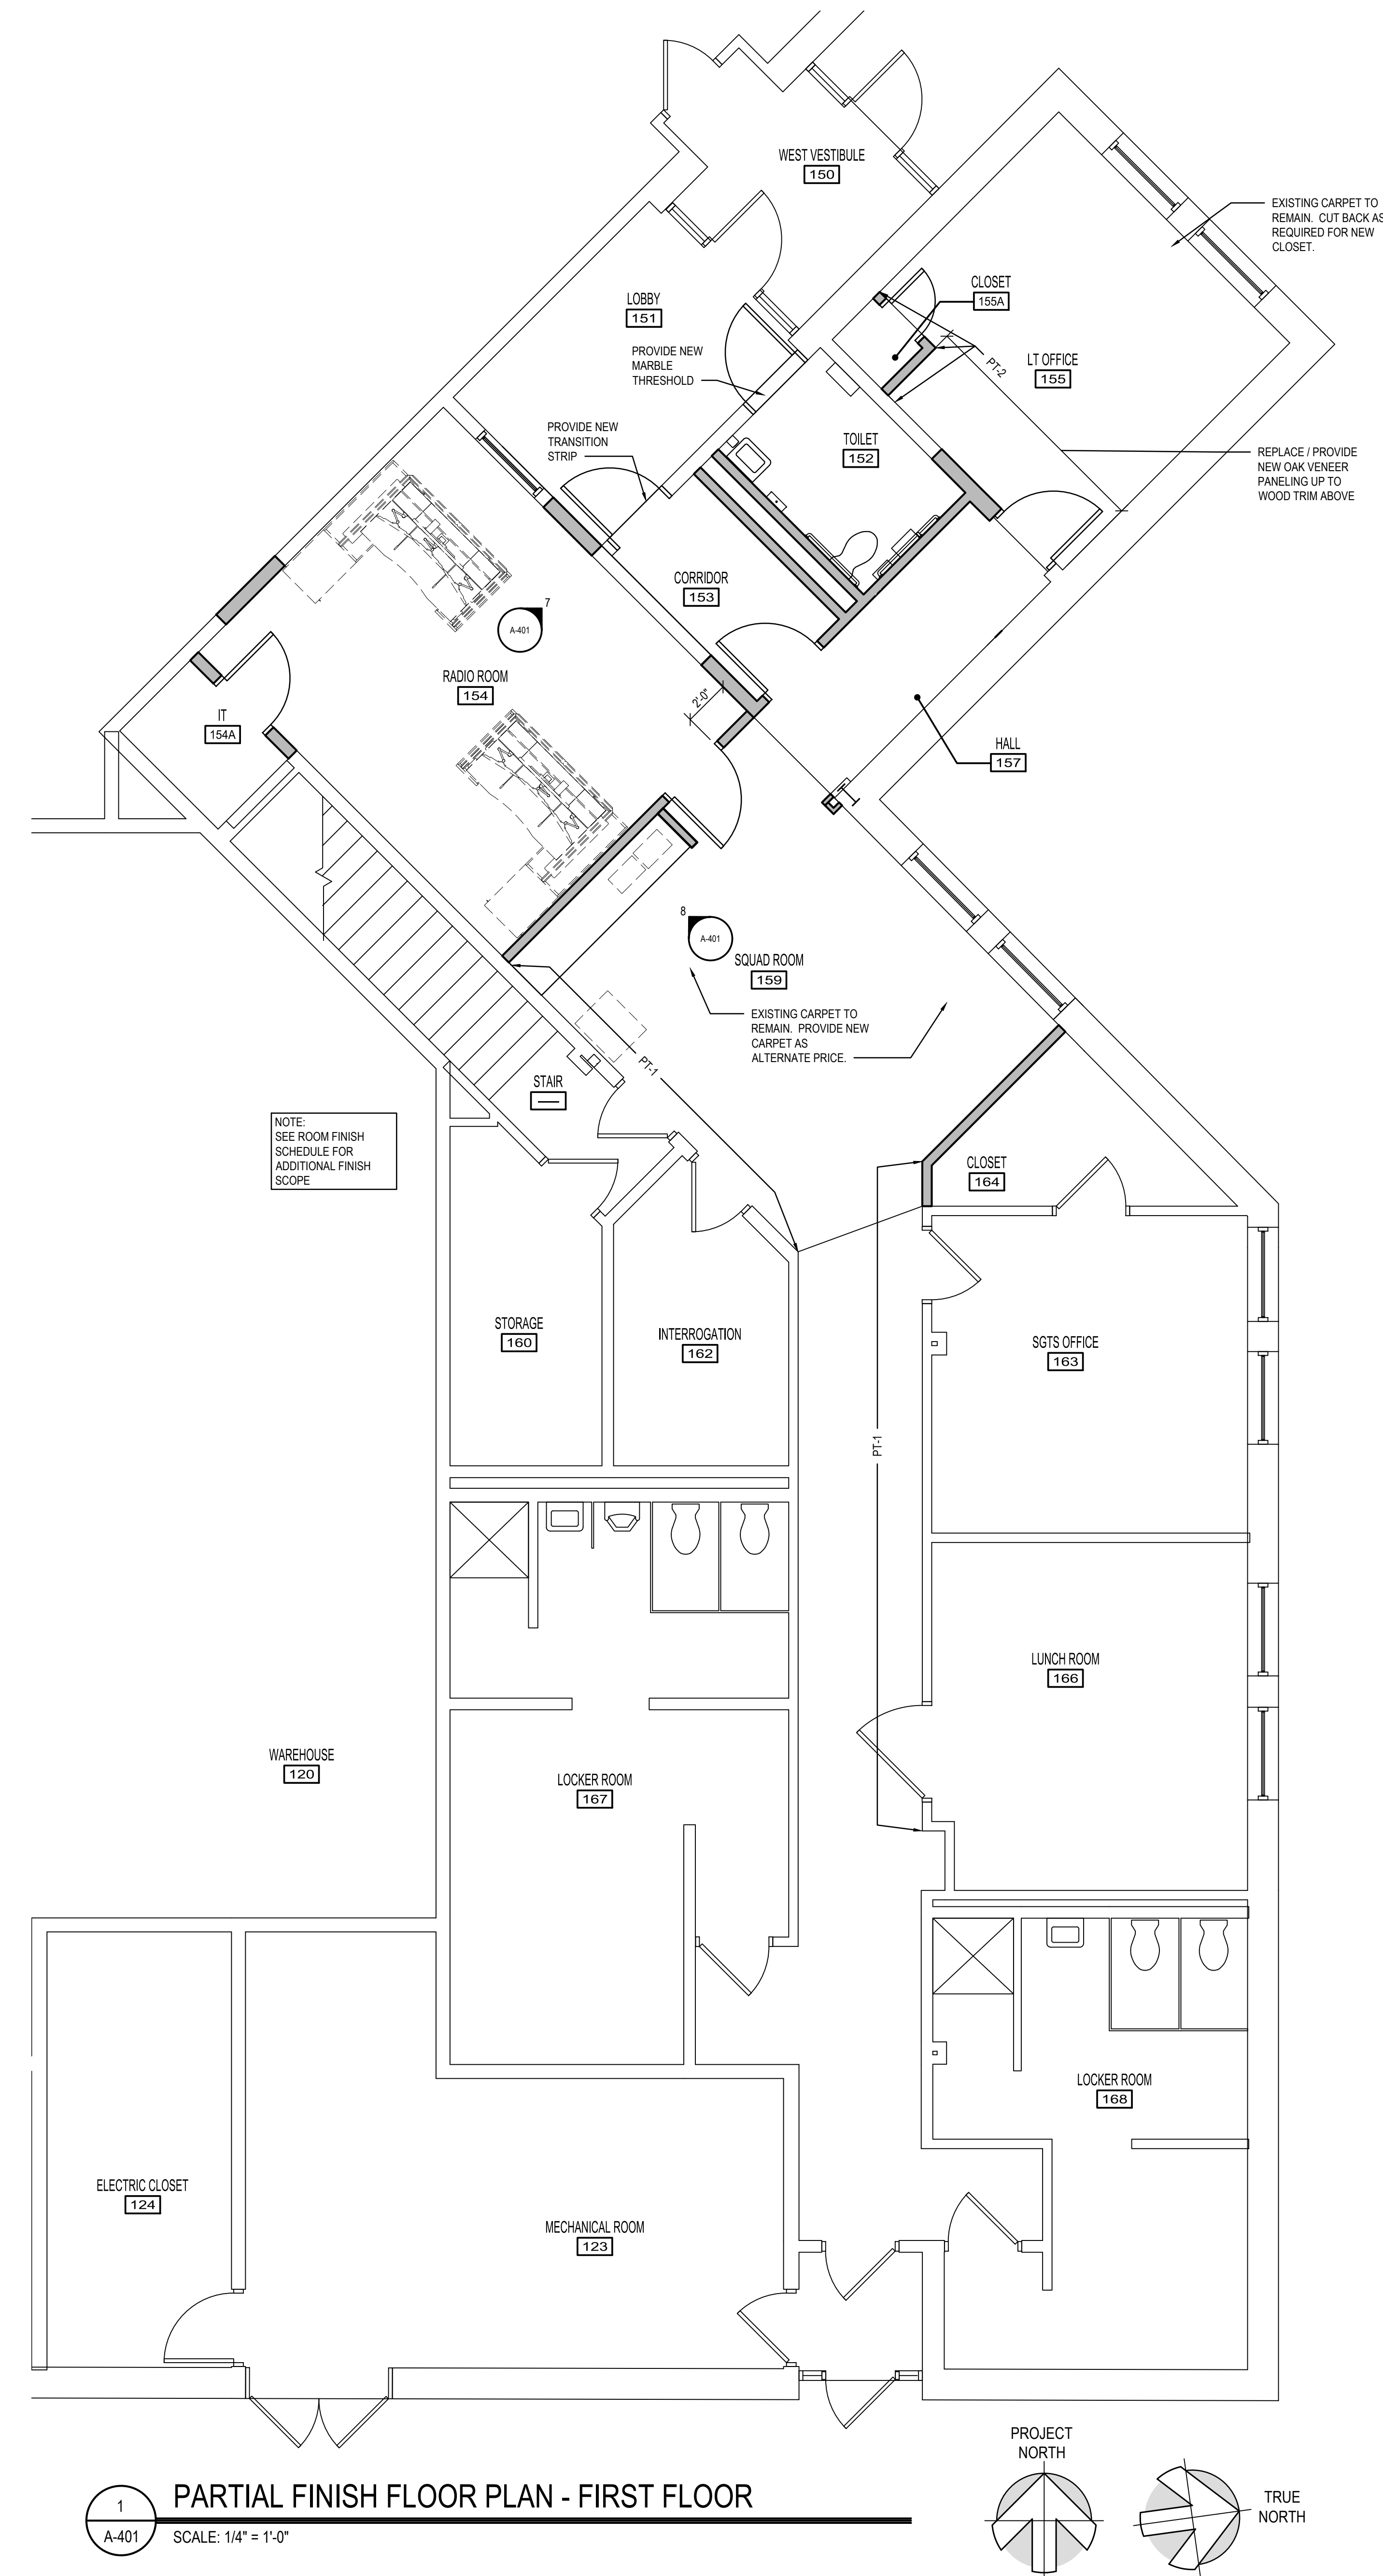 WEST VESTIBULE
150
EXISTING CARPET TO
REMAIN. CUT BACK AS
REQUIRED FOR NEW
CLOSET.
CLOSET
155A
LOBBY
151
PROVIDE NEW
MARBLE
THRESHOLD
PT-2
LT OFFICE
155
PROVIDE NEW
TRANSITION
STRIP
TOILET
152
REPLACE / PROVIDE
NEW OAK VENEER
PANELING UP TO
WOOD TRIM ABOVE
CORRIDOR
153
7
A-401
RADIO ROOM
154
2'-0"
IT
154A
HALL
157
8
A-401
SQUAD ROOM
159
EXISTING CARPET TO
REMAIN. PROVIDE NEW
CARPET AS
ALTERNATE PRICE.
PT-1
STAIR
NOTE:
SEE ROOM FINISH
SCHEDULE FOR
ADDITIONAL FINISH
SCOPE
CLOSET
164
STORAGE
160
INTERROGATION
162
SGTS OFFICE
163
PT-1
LUNCH ROOM
166
WAREHOUSE
120
LOCKER ROOM
167
LOCKER ROOM
168
ELECTRIC CLOSET
124
MECHANICAL ROOM
123
1
A-401
PARTIAL FINISH FLOOR PLAN - FIRST FLOOR
SCALE: 1/4" = 1'-0"
PROJECT
NORTH
TRUE
NORTH